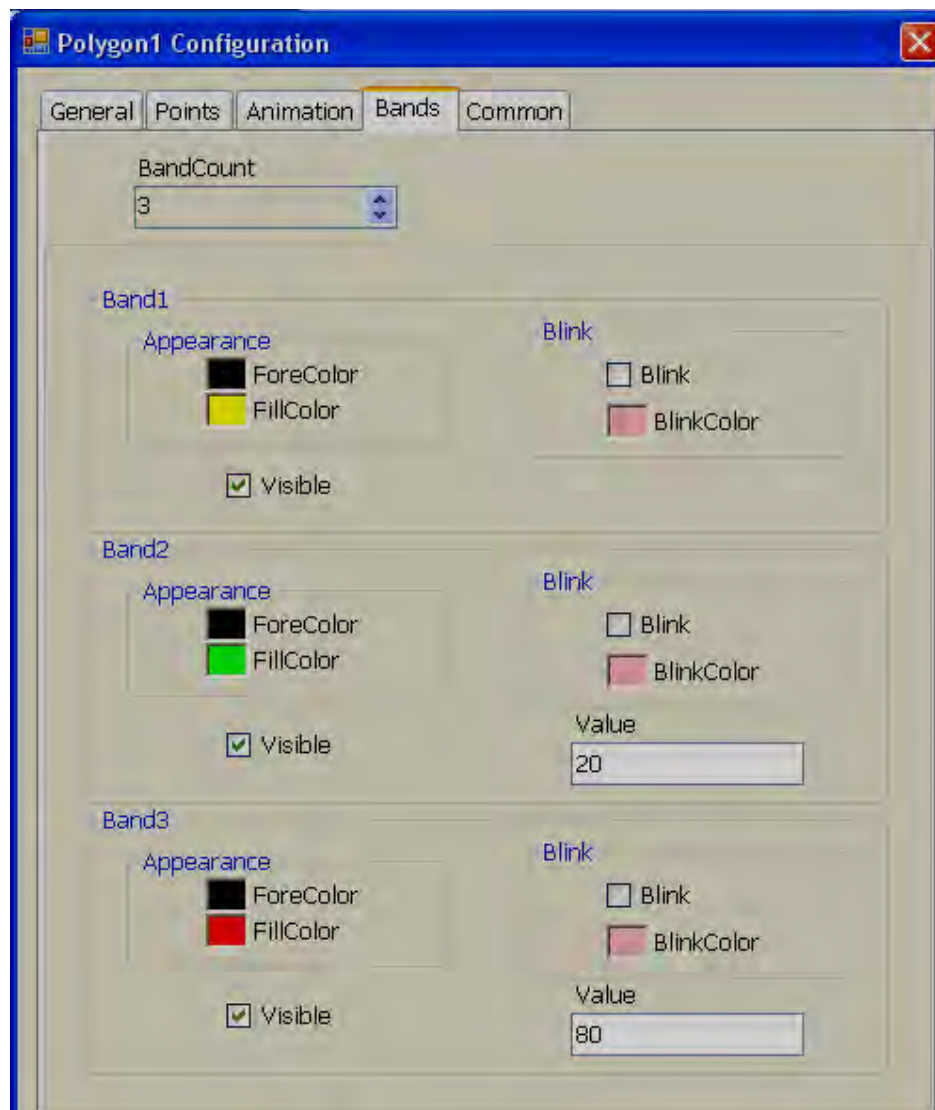 Polygon1 Configuration
General Points Animation Bands Common
BandCount
3
Band1
Appearance
ForeColor
FillColor
Visible
Blink
Blink
BlinkColor
Band2
Appearance
ForeColor
FillColor
Visible
Blink
Blink
BlinkColor
Value
20
Band3
Appearance
ForeColor
FillColor
Visible
Blink
Blink
BlinkColor
Value
80